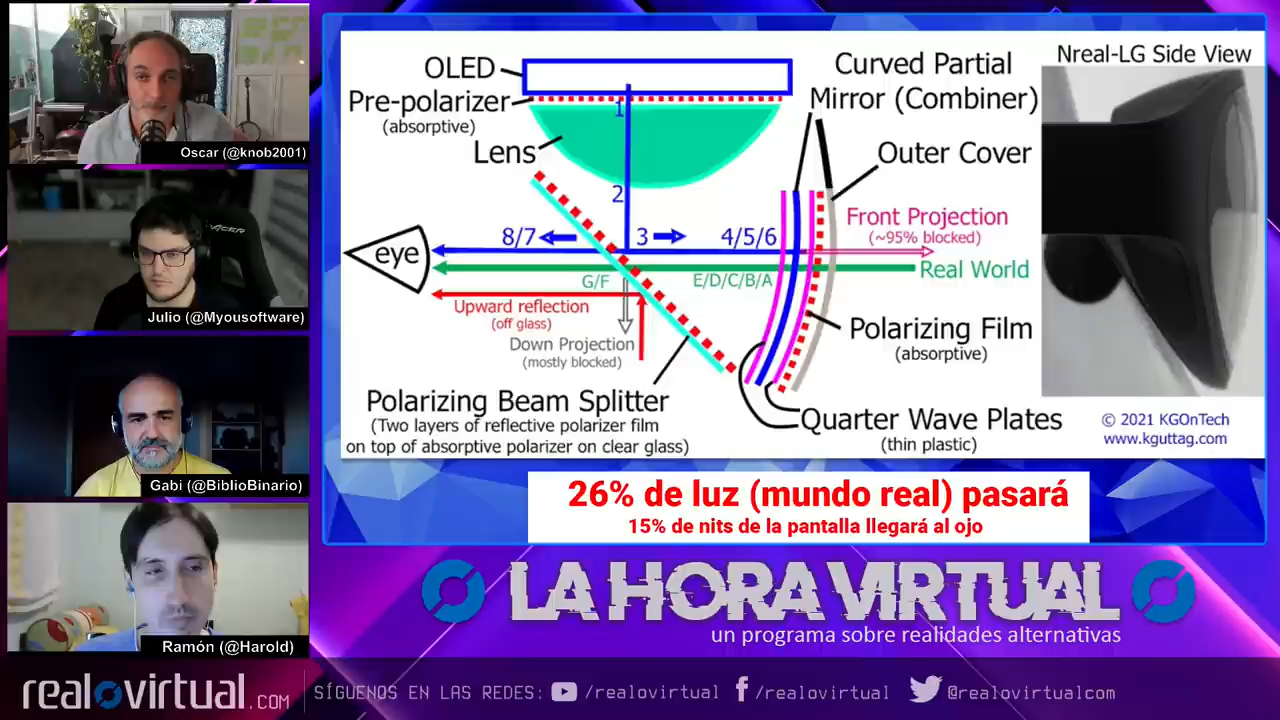 Oscar (@knob2001)
ACER
Julio (@Myousoftware)
Gabi (@BiblioBinario)
Ramón (@Harold)
OLED
Pre-polarizer
(absorptive)
Lens
1
2
8/7
3
4/5/6
eye
G/F
E/D/C/B/A
Upward reflection
(off glass)
Down Projection
(mostly blocked)
Polarizing Beam Splitter
(Two layers of reflective polarizer film
on top of absorptive polarizer on clear glass)
Curved Partial
Mirror (Combiner)
Outer Cover
Front Projection
(~95% blocked)
Real World
Polarizing Film
(absorptive)
Quarter Wave Plates
(thin plastic)
Nreal-LG Side View
© 2021 KGOnTech
www.kguttag.com
26% de luz (mundo real) pasará
15% de nits de la pantalla llegará al ojo
LA HORA VIRTUAL
un programa sobre realidades alternativas
realovirtual.com
SÍGUENOS EN LAS REDES:
/realovirtual
/realovirtual
@realovirtual.com